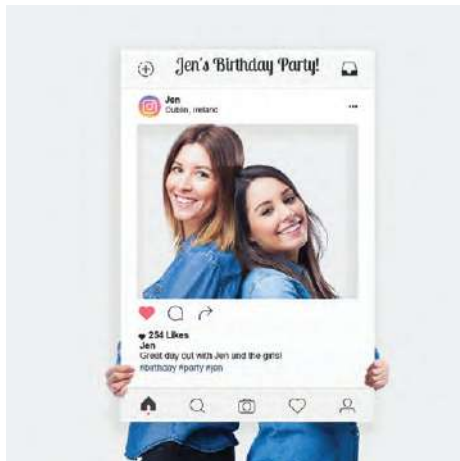 Jen's Birthday Party!
Jen
Dublin, Ireland
254 Likes
Jen
Great day out with Jen and the girls!
#birthday #party #jen